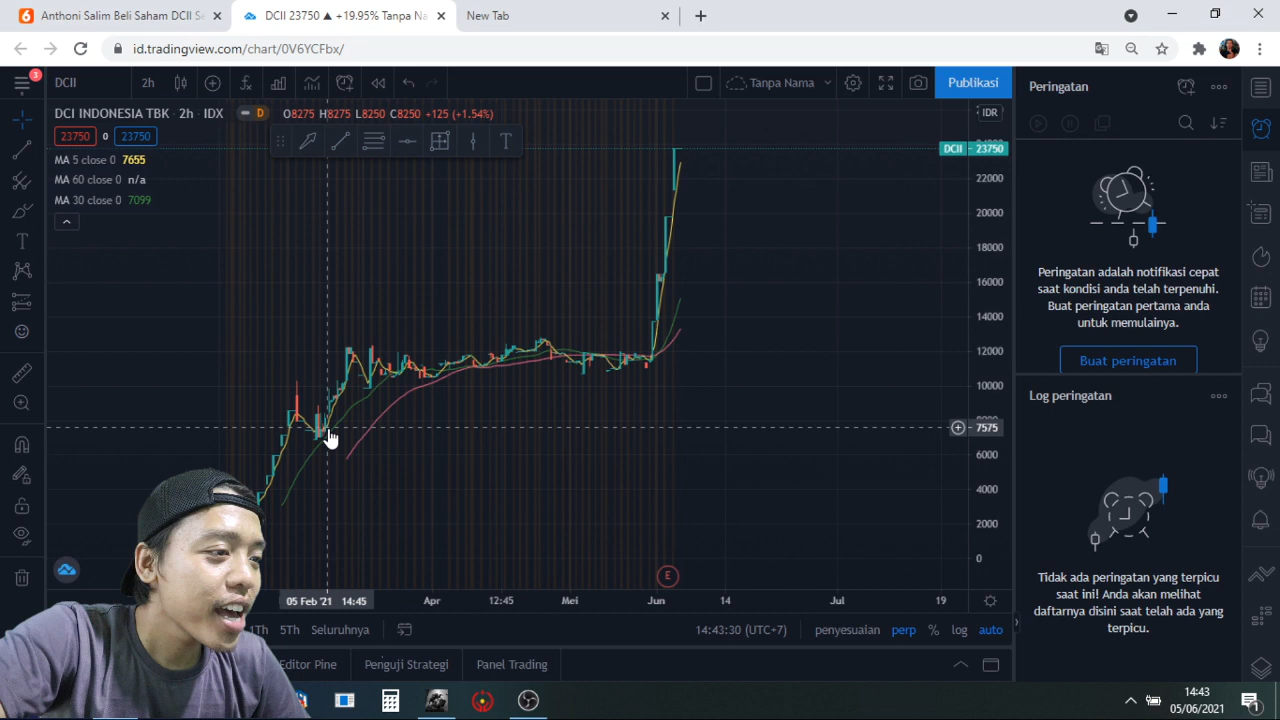 Anthoni Salim Beli Saham DCII Se
DCII 23750 ▲ +19.95% Tanpa Na
New Tab
id.tradingview.com/chart/0V6YCFbx/
3
DCII
2h
Tanpa Nama
Publikasi
Peringatan
DCI INDONESIA TBK • 2h • IDX
D
O8275 H8275 L8250 C8250 +125 (+1.54%)
IDR
23750
0
23750
MA 5 close 0 7655
MA 60 close 0 n/a
MA 30 close 0 7099
DCII 23750
22000
20000
18000
16000
14000
12000
10000
7575
6000
4000
2000
0
Peringatan adalah notifikasi cepat
saat kondisi anda telah terpenuhi.
Buat peringatan pertama anda
untuk memulainya.
Buat peringatan
Log peringatan
Tidak ada peringatan yang terpicu
saat ini! Anda akan melihat
daftarnya disini saat telah ada yang
terpicu.
E
05 Feb '21 14:45
Apr
12:45
Mei
Jun
14
Jul
19
1Th
5Th
Seluruhnya
14:43:30 (UTC+7)
penyesuaian
perp
%
log
auto
Editor Pine
Penguji Strategi
Panel Trading
14:43
05/06/2021
1